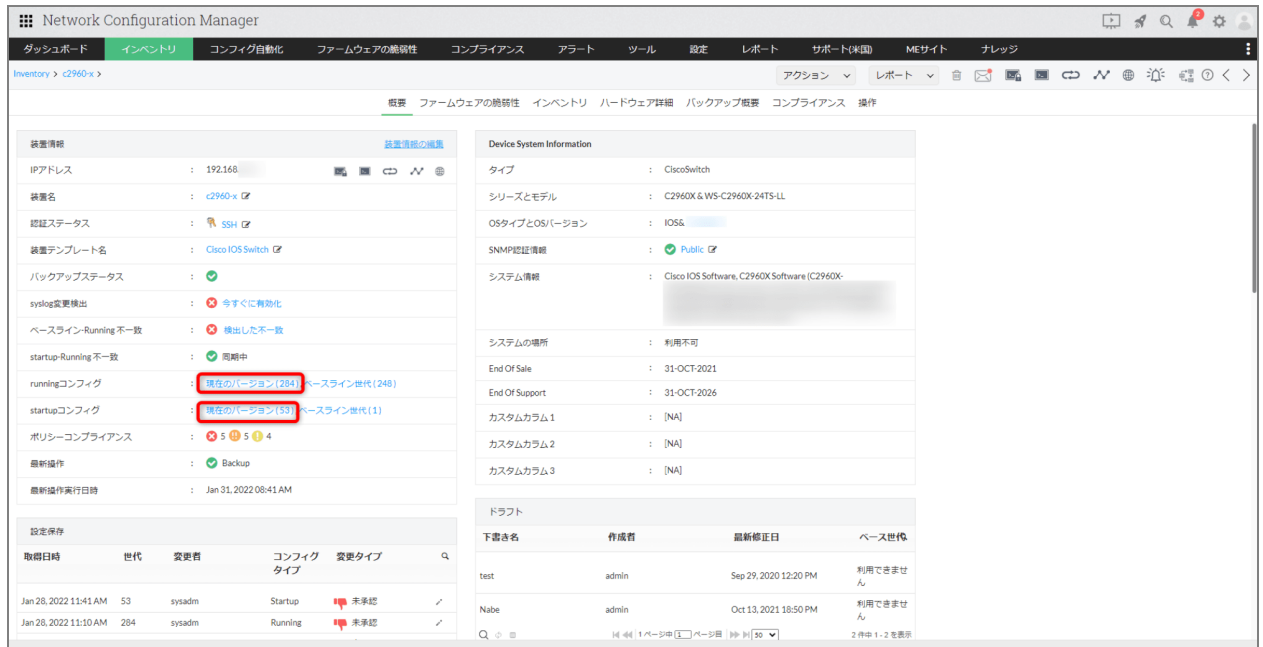 Network Configuration Manager
2
ダッシュボード インベントリ コンフィグ自動化 ファームウェアの脆弱性 コンプライアンス アラート ツール 設定 レポート サポート(米国) MEサイト ナレッジ
Inventory > c2960-x >
アクション レポート
概要 ファームウェアの脆弱性 インベントリ ハードウェア詳細 バックアップ概要 コンプライアンス 操作
装置情報 装置情報の編集
IPアドレス : 192.168.
装置名 : c2960-x
認証ステータス : SSH
装置テンプレート名 : Cisco IOS Switch
バックアップステータス :
syslog変更検出 : 今すぐに有効化
ベースライン-Running 不一致 : 検出した不一致
startup-Running 不一致 : 同期中
runningコンフィグ : 現在のバージョン (284) ベースライン世代 (248)
startupコンフィグ : 現在のバージョン (53) ベースライン世代 (1)
ポリシーコンプライアンス : 5 5 4
最新操作 : Backup
最新操作実行日時 : Jan 31, 2022 08:41 AM
設定保存
取得日時 世代 変更者 コンフィグタイプ 変更タイプ
Jan 28, 2022 11:41 AM 53 sysadm Startup 未承認
Jan 28, 2022 11:10 AM 284 sysadm Running 未承認
Device System Information
タイプ : CiscoSwitch
シリーズとモデル : C2960X & WS-C2960X-24TS-LL
OSタイプとOSバージョン : IOS&
SNMP認証情報 : Public
システム情報 : Cisco IOS Software, C2960X Software (C2960X-
システムの場所 : 利用不可
End Of Sale : 31-OCT-2021
End Of Support : 31-OCT-2026
カスタムカラム 1 : [NA]
カスタムカラム 2 : [NA]
カスタムカラム 3 : [NA]
ドラフト
下書き名 作成者 最新修正日 ベース世代
test admin Sep 29, 2020 12:20 PM 利用できません
Nabe admin Oct 13, 2021 18:50 PM 利用できません
1 ページ中 1 ページ目 50 2 件中 1 - 2 を表示